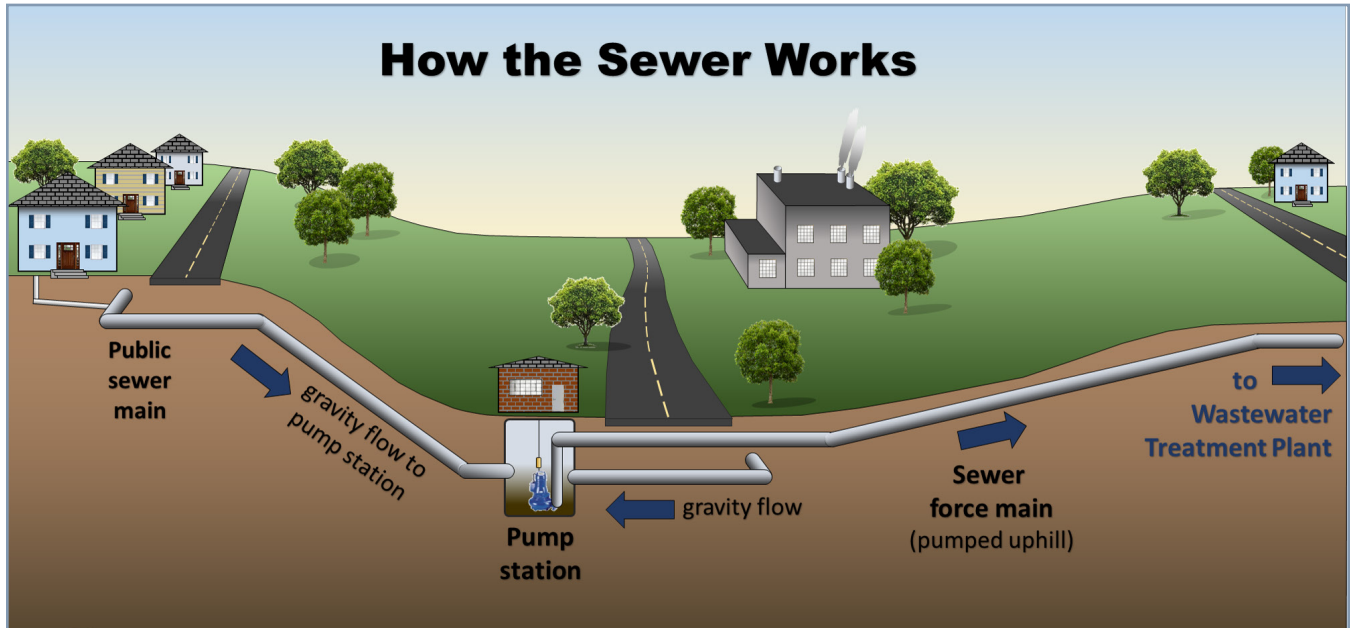 How the Sewer Works
Public
sewer
main
gravity flow to
pump station
Pump
station
gravity flow
Sewer
force main
(pumped uphill)
to
Wastewater
Treatment Plant